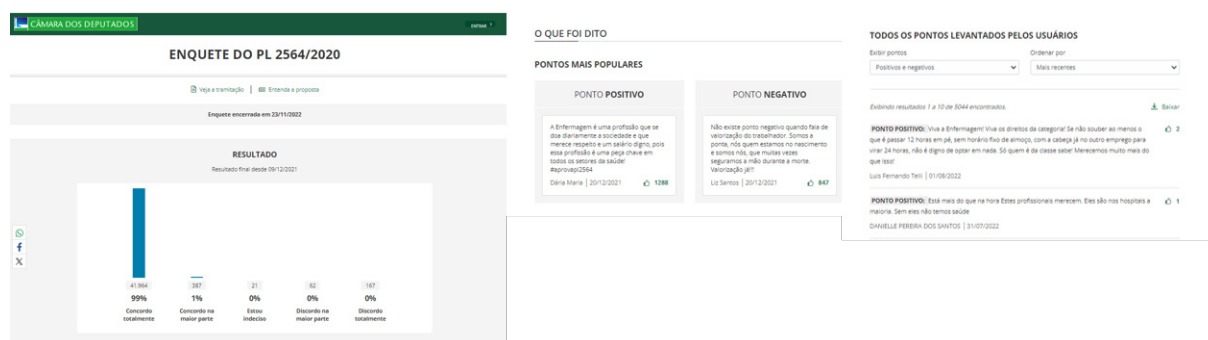 CÂMARA DOS DEPUTADOS
ENTRAR
ENQUETE DO PL 2564/2020
Veja a tramitação | Entenda a proposta
Enquete encerrada em 23/11/2022
RESULTADO
Resultado final desde 09/12/2021
41.964 387 21 62 167
99% 1% 0% 0% 0%
Concordo Concordo na Estou Discordo na Discordo
totalmente maior parte indeciso maior parte totalmente
O QUE FOI DITO
PONTOS MAIS POPULARES
PONTO POSITIVO
A Enfermagem é uma profissão que se
doa diariamente a sociedade e que
merece respeito e um salário digno, pois
essa profissão é uma peça chave em
todos os setores da saúde!
#aprovapl2564
Dária Maria | 20/12/2021 1288
PONTO NEGATIVO
Não existe ponto negativo quando fala de
valorização do trabalhador. Somos a
ponta, nós quem estamos no nascimento
e somos nós, que muitas vezes
seguramos a mão durante a morte.
Valorização já!!!
Liz Santos | 20/12/2021 847
TODOS OS PONTOS LEVANTADOS PELOS USUÁRIOS
Exibir pontos Ordenar por
Positivos e negativos Mais recentes
Exibindo resultados 1 a 10 de 5044 encontrados. Baixar
PONTO POSITIVO: Viva a Enfermagem! Viva os direitos da categoria! Se não souber ao menos o 2
que é passar 12 horas em pé, sem horário fixo de almoço, com a cabeça já no outro emprego para
virar 24 horas, não é digno de optar em nada. Só quem é da classe sabe! Merecemos muito mais do
que isso!
Luis Fernando Telli | 01/08/2022
PONTO POSITIVO: Está mais do que na hora Estes profissionais merecem. Eles são nos hospitais a 1
maioria. Sem eles não temos saúde
DANIELLE PEREIRA DOS SANTOS | 31/07/2022